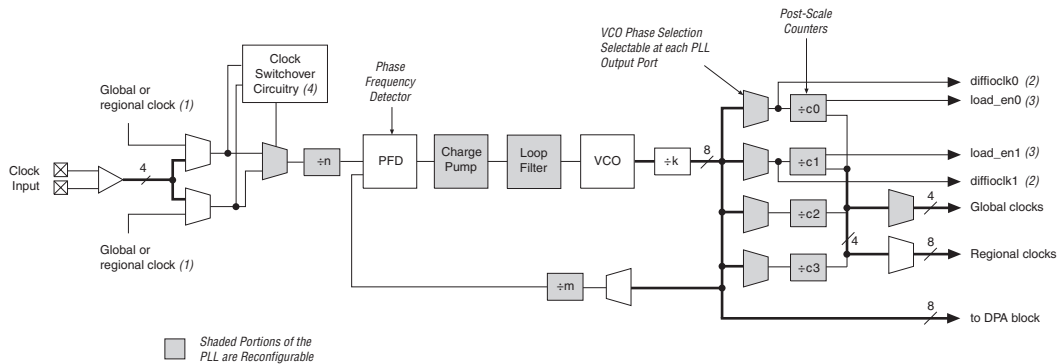 Clock
Switchover
Circuitry (4)
Global or
regional clock (1)
Phase
Frequency
Detector
VCO Phase Selection
Selectable at each PLL
Output Port
Post-Scale
Counters
Clock
Input
4
÷n
PFD
Charge
Pump
Loop
Filter
VCO
÷k
8
÷c0
÷c1
÷c2
÷c3
4
diffioclk0 (2)
load_en0 (3)
load_en1 (3)
diffioclk1 (2)
4
Global clocks
8
Regional clocks
8
to DPA block
Global or
regional clock (1)
÷m
Shaded Portions of the
PLL are Reconfigurable